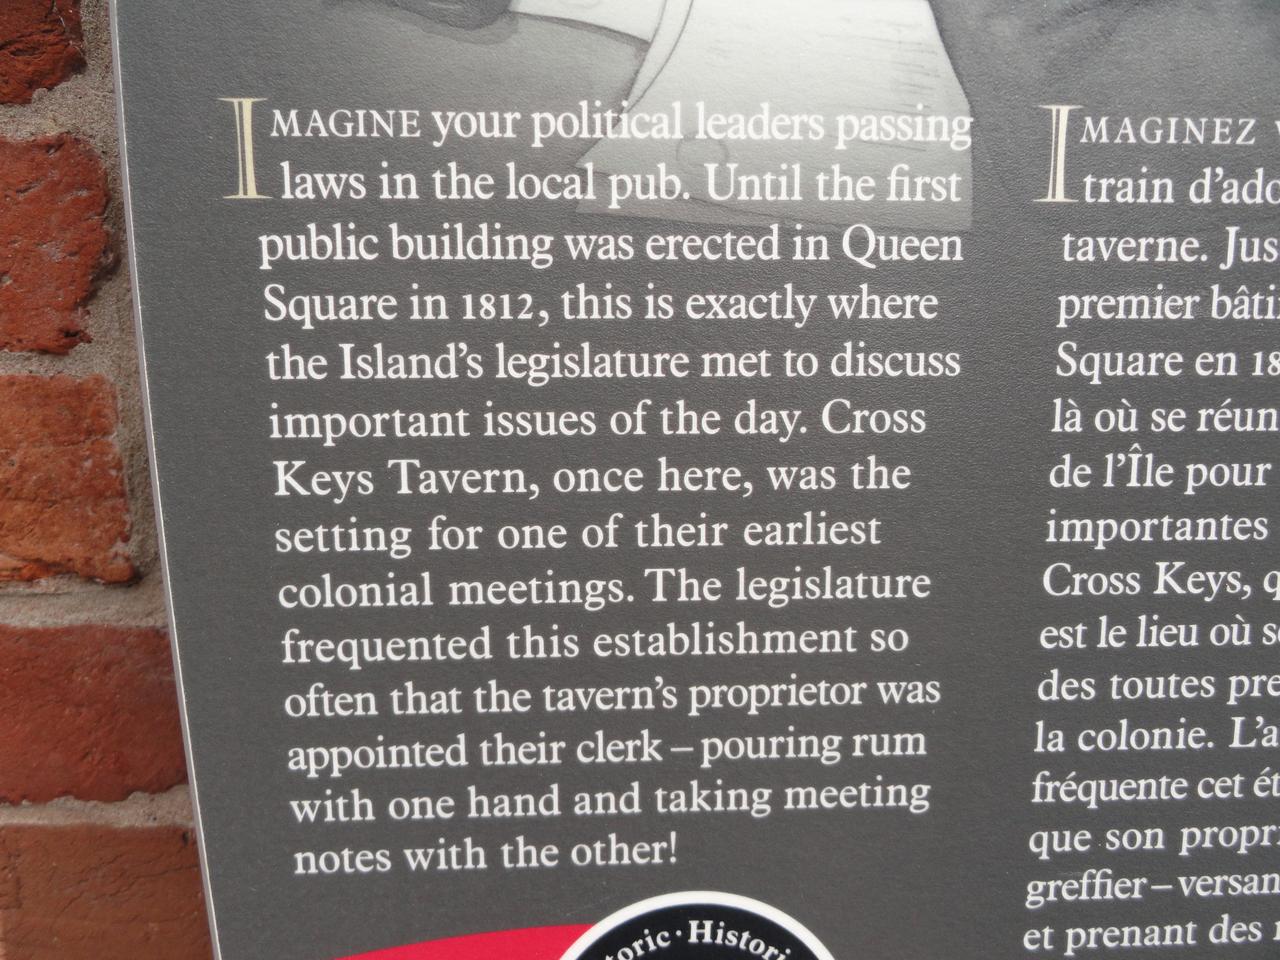 IMAGINE your political leaders passing
laws in the local pub. Until the first
public building was erected in Queen
Square in 1812, this is exactly where
the Island's legislature met to discuss
important issues of the day. Cross
Keys Tavern, once here, was the
setting for one of their earliest
colonial meetings. The legislature
frequented this establishment so
often that the tavern's proprietor was
appointed their clerk – pouring rum
with one hand and taking meeting
notes with the other!
IMAGINEZ
train d'ado
taverne. Jus
premier bâti
Square en 18
là où se réun
de l'Île pour
importantes
Cross Keys, q
est le lieu où s
des toutes pre
la colonie. L'a
fréquente cet ét
que son propri
greffier – versan
et prenant des
toric · Histori